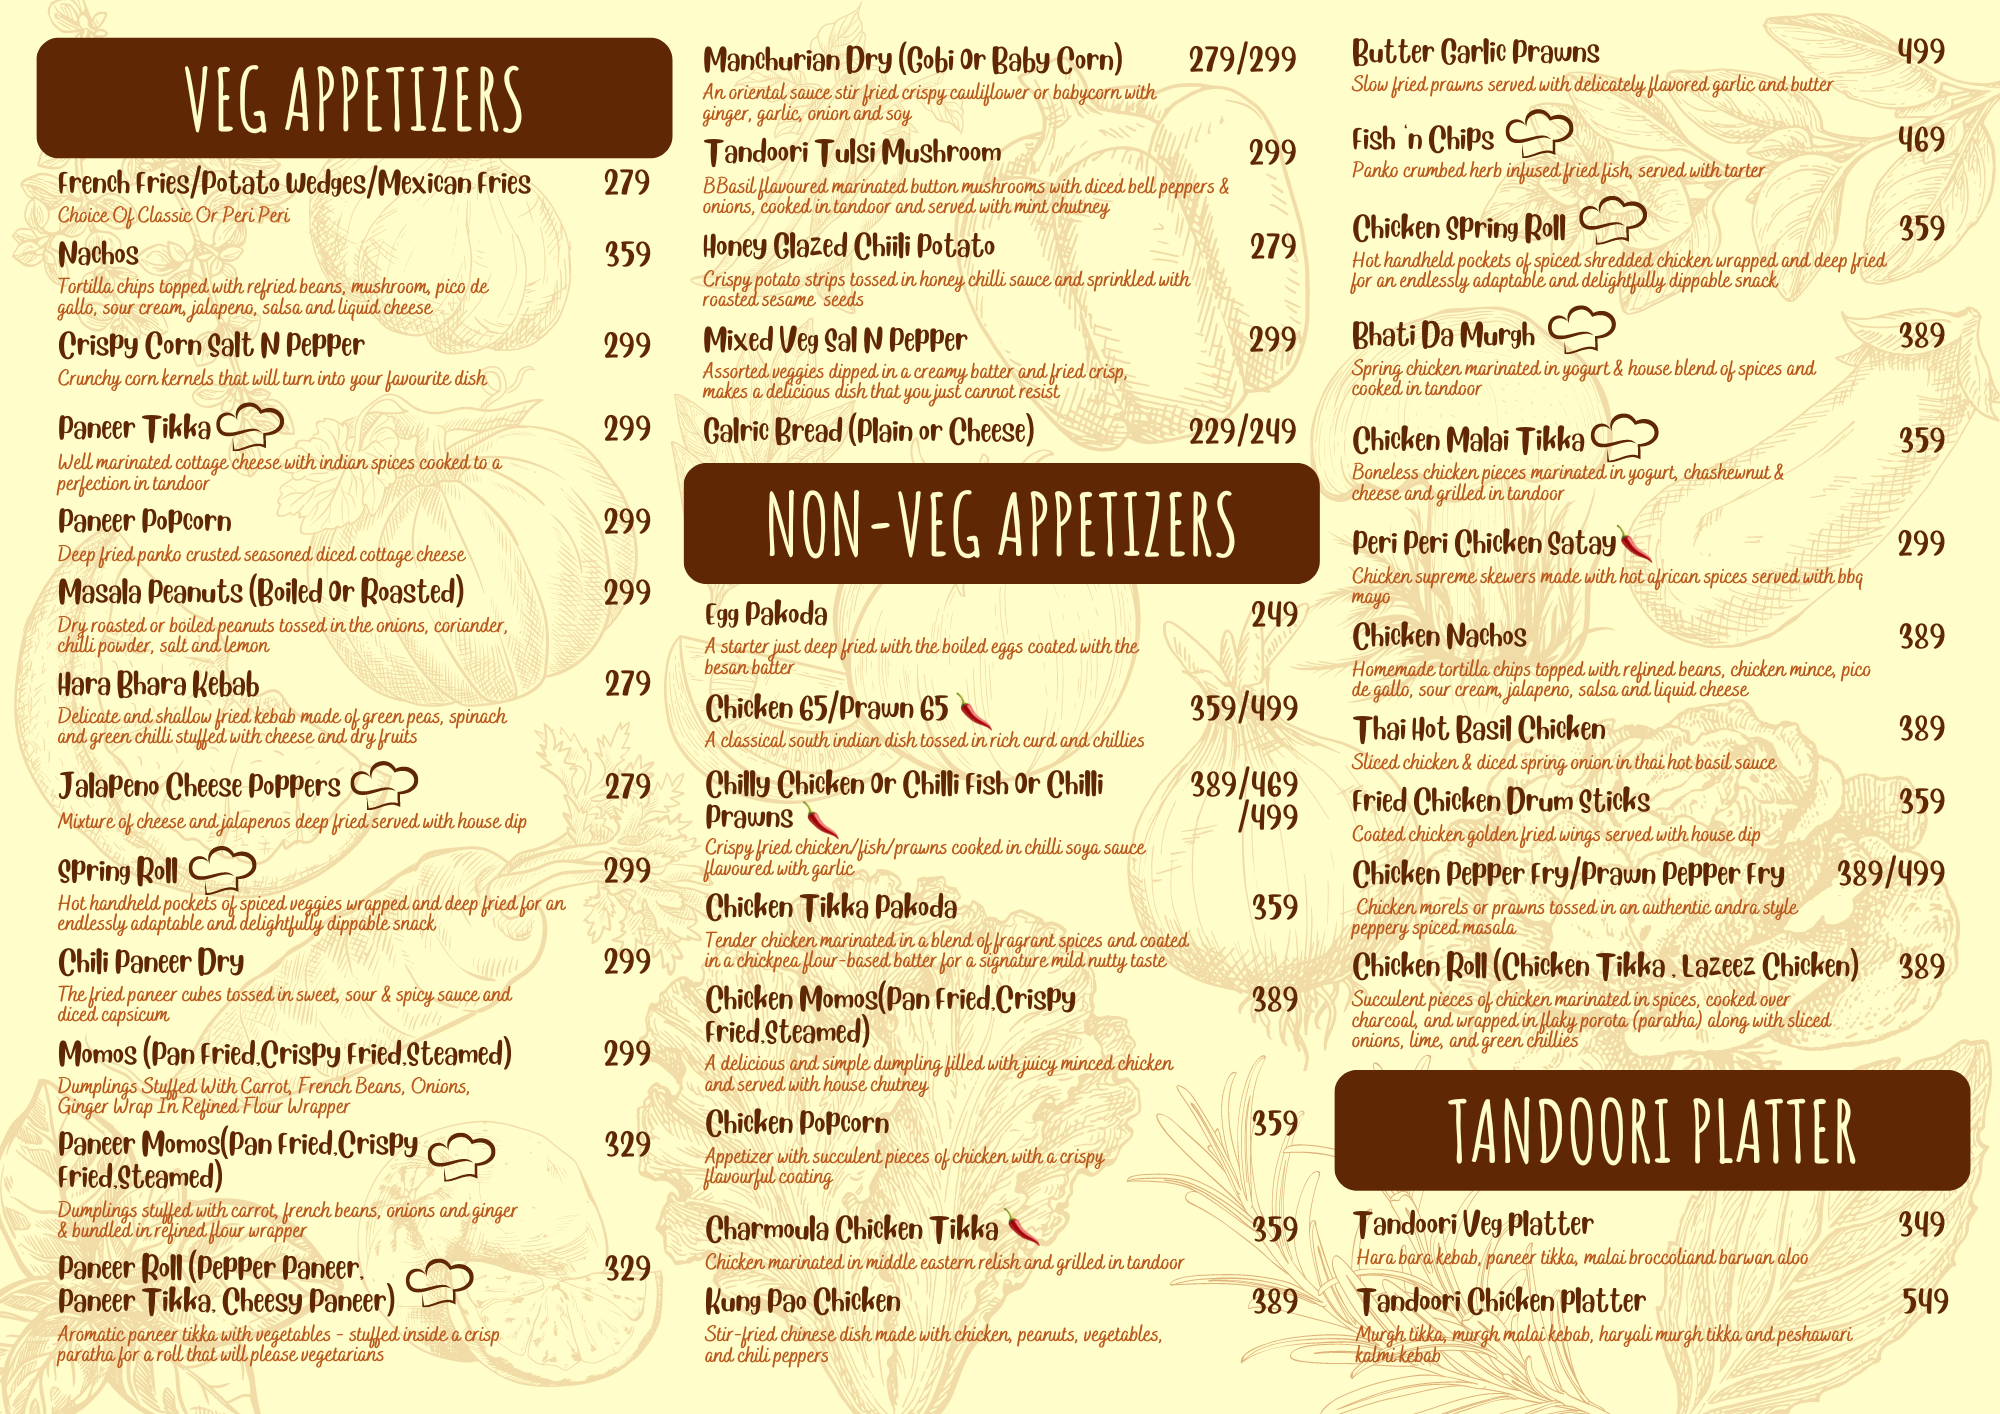 VEG APPETIZERS
French Fries/Potato Wedges/Mexican Fries 279
Choice Of Classic Or Peri Peri
Nachos 359
Tortilla chips topped with refried beans, mushroom, pico de
gallo, sour cream, jalapeno, salsa and liquid cheese
Crispy Corn Salt N Pepper 299
Crunchy corn kernels that will turn into your favourite dish
Paneer Tikka 299
Well marinated cottage cheese with indian spices cooked to a
perfection in tandoor
Paneer Popcorn 299
Deep fried panko crusted seasoned diced cottage cheese
Masala Peanuts (Boiled Or Roasted) 299
Dry roasted or boiled peanuts tossed in the onions, coriander,
chilli powder, salt and lemon
Hara Bhara Kebab 279
Delicate and shallow fried kebab made of green peas, spinach
and green chilli stuffed with cheese and dry fruits
Jalapeno Cheese Poppers 279
Mixture of cheese and jalapenos deep fried served with house dip
Spring Roll 299
Hot handheld pockets of spiced veggies wrapped and deep fried for an
endlessly adaptable and delightfully dippable snack
Chili Paneer Dry 299
The fried paneer cubes tossed in sweet, sour & spicy sauce and
diced capsicum
Momos (Pan Fried,Crispy Fried,Steamed) 299
Dumplings Stuffed With Carrot, French Beans, Onions,
Ginger Wrap In Refined Flour Wrapper
Paneer Momos(Pan Fried,Crispy 329
Fried,Steamed)
Dumplings stuffed with carrot, french beans, onions and ginger
& bundled in refined flour wrapper
Paneer Roll (Pepper Paneer, 329
Paneer Tikka, Cheesy Paneer)
Aromatic paneer tikka with vegetables - stuffed inside a crisp
paratha for a roll that will please vegetarians
Manchurian Dry (Gobi Or Baby Corn) 279/299
An oriental sauce stir fried crispy cauliflower or babycorn with
ginger, garlic, onion and soy
Tandoori Tulsi Mushroom 299
BBasil flavoured marinated button mushrooms with diced bell peppers &
onions, cooked in tandoor and served with mint chutney
Honey Glazed Chiili Potato 279
Crispy potato strips tossed in honey chilli sauce and sprinkled with
roasted sesame seeds
Mixed Veg Sal N Pepper 299
Assorted veggies dipped in a creamy batter and fried crisp,
makes a delicious dish that you just cannot resist
Galric Bread (Plain or Cheese) 229/249
NON-VEG APPETIZERS
Egg Pakoda 249
A starter just deep fried with the boiled eggs coated with the
besan batter
Chicken 65/Prawn 65 359/499
A classical south indian dish tossed in rich curd and chillies
Chilly Chicken Or Chilli Fish Or Chilli 389/469
Prawns /499
Crispy fried chicken/fish/prawns cooked in chilli soya sauce
flavoured with garlic
Chicken Tikka Pakoda 359
Tender chicken marinated in a blend of fragrant spices and coated
in a chickpea flour-based batter for a signature mild nutty taste
Chicken Momos(Pan Fried,Crispy 389
Fried,Steamed)
A delicious and simple dumpling filled with juicy minced chicken
and served with house chutney
Chicken Popcorn 359
Appetizer with succulent pieces of chicken with a crispy
flavourful coating
Charmoula Chicken Tikka 359
Chicken marinated in middle eastern relish and grilled in tandoor
Kung Pao Chicken 389
Stir-fried chinese dish made with chicken, peanuts, vegetables,
and chili peppers
Butter Garlic Prawns 499
Slow fried prawns served with delicately flavored garlic and butter
Fish 'n Chips 469
Panko crumbed herb infused fried fish, served with tarter
Chicken Spring Roll 359
Hot handheld pockets of spiced shredded chicken wrapped and deep fried
for an endlessly adaptable and delightfully dippable snack
Bhati Da Murgh 389
Spring chicken marinated in yogurt & house blend of spices and
cooked in tandoor
Chicken Malai Tikka 359
Boneless chicken pieces marinated in yogurt, chashewnut &
cheese and grilled in tandoor
Peri Peri Chicken Satay 299
Chicken supreme skewers made with hot african spices served with bbq
mayo
Chicken Nachos 389
Homemade tortilla chips topped with refined beans, chicken mince, pico
de gallo, sour cream, jalapeno, salsa and liquid cheese
Thai Hot Basil Chicken 389
Sliced chicken & diced spring onion in thai hot basil sauce
Fried Chicken Drum Sticks 359
Coated chicken golden fried wings served with house dip
Chicken Pepper Fry/Prawn Pepper Fry 389/499
Chicken morels or prawns tossed in an authentic andra style
peppery spiced masala
Chicken Roll (Chicken Tikka , Lazeez Chicken) 389
Succulent pieces of chicken marinated in spices, cooked over
charcoal, and wrapped in flaky porota (paratha) along with sliced
onions, lime, and green chillies
TANDOORI PLATTER
Tandoori Veg Platter 349
Hara bara kebab, paneer tikka, malai broccoliand barwan aloo
Tandoori Chicken Platter 549
Murgh tikka, murgh malai kebab, haryali murgh tikka and peshawari
kalmi kebab